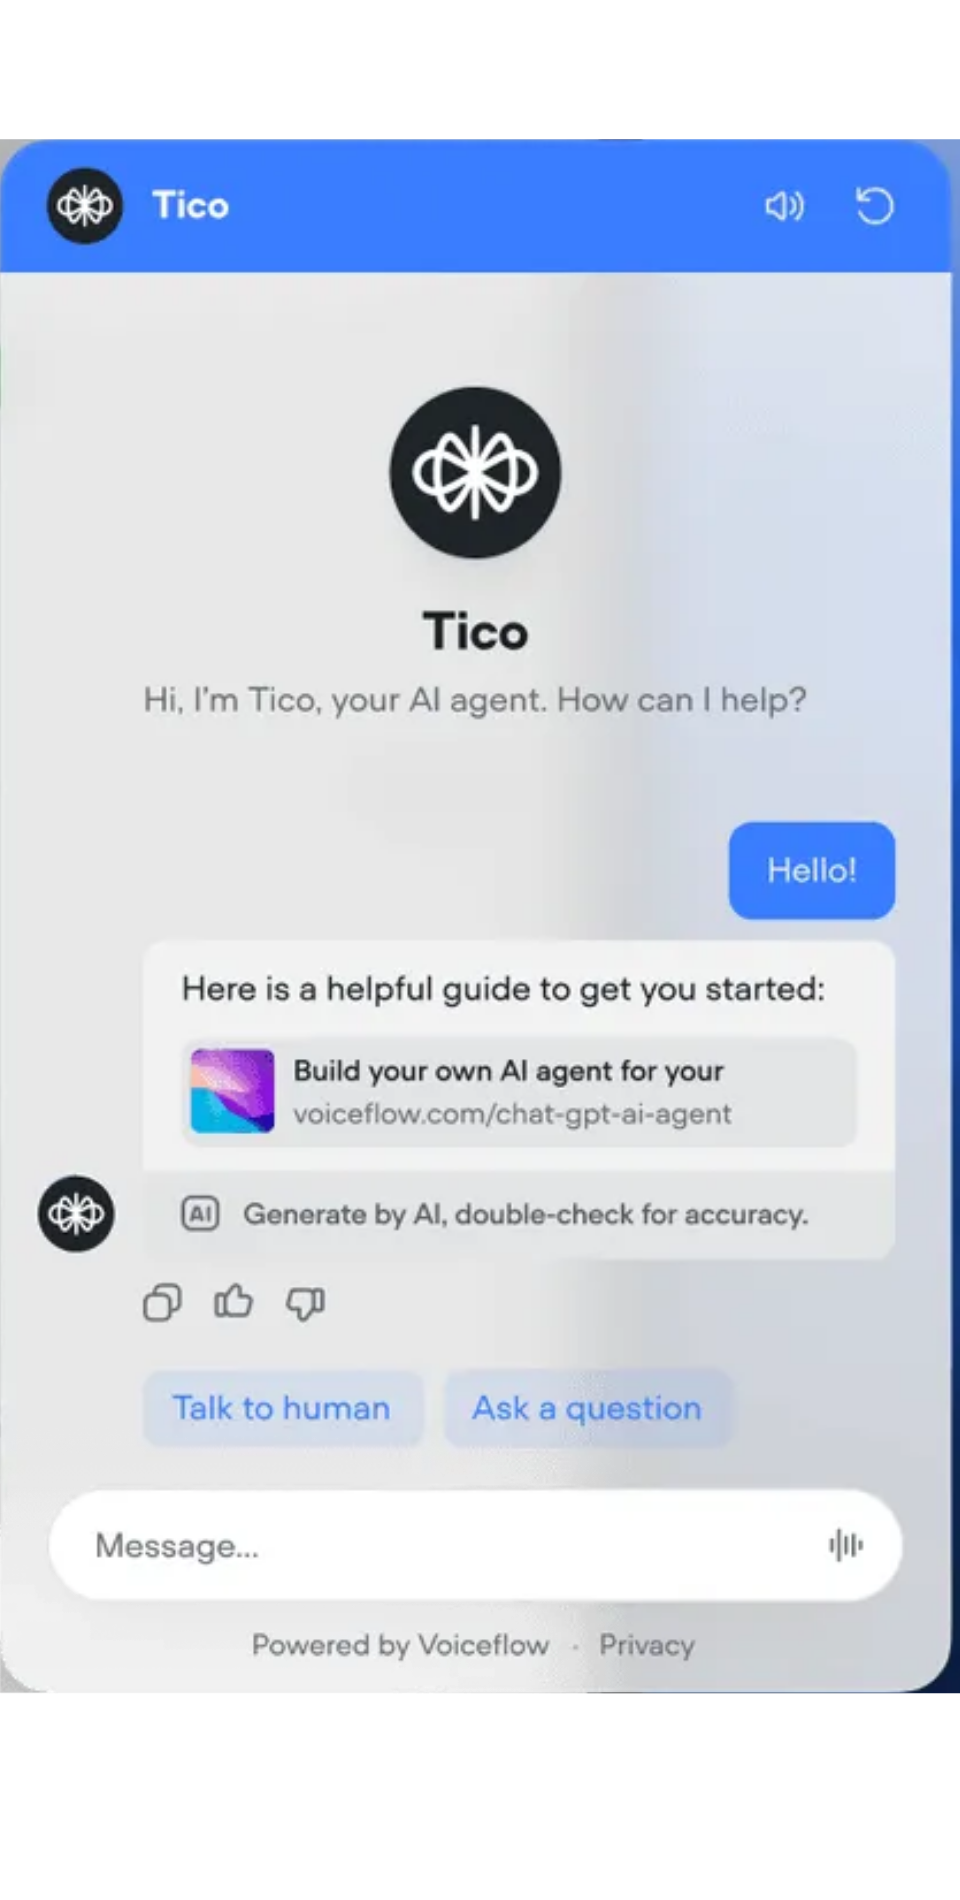 Tico
Tico
Hi, I'm Tico, your AI agent. How can I help?
Hello!
Here is a helpful guide to get you started:
Build your own AI agent for your
voiceflow.com/chat-gpt-ai-agent
AI Generate by AI, double-check for accuracy.
Talk to human Ask a question
Message...
Powered by Voiceflow · Privacy